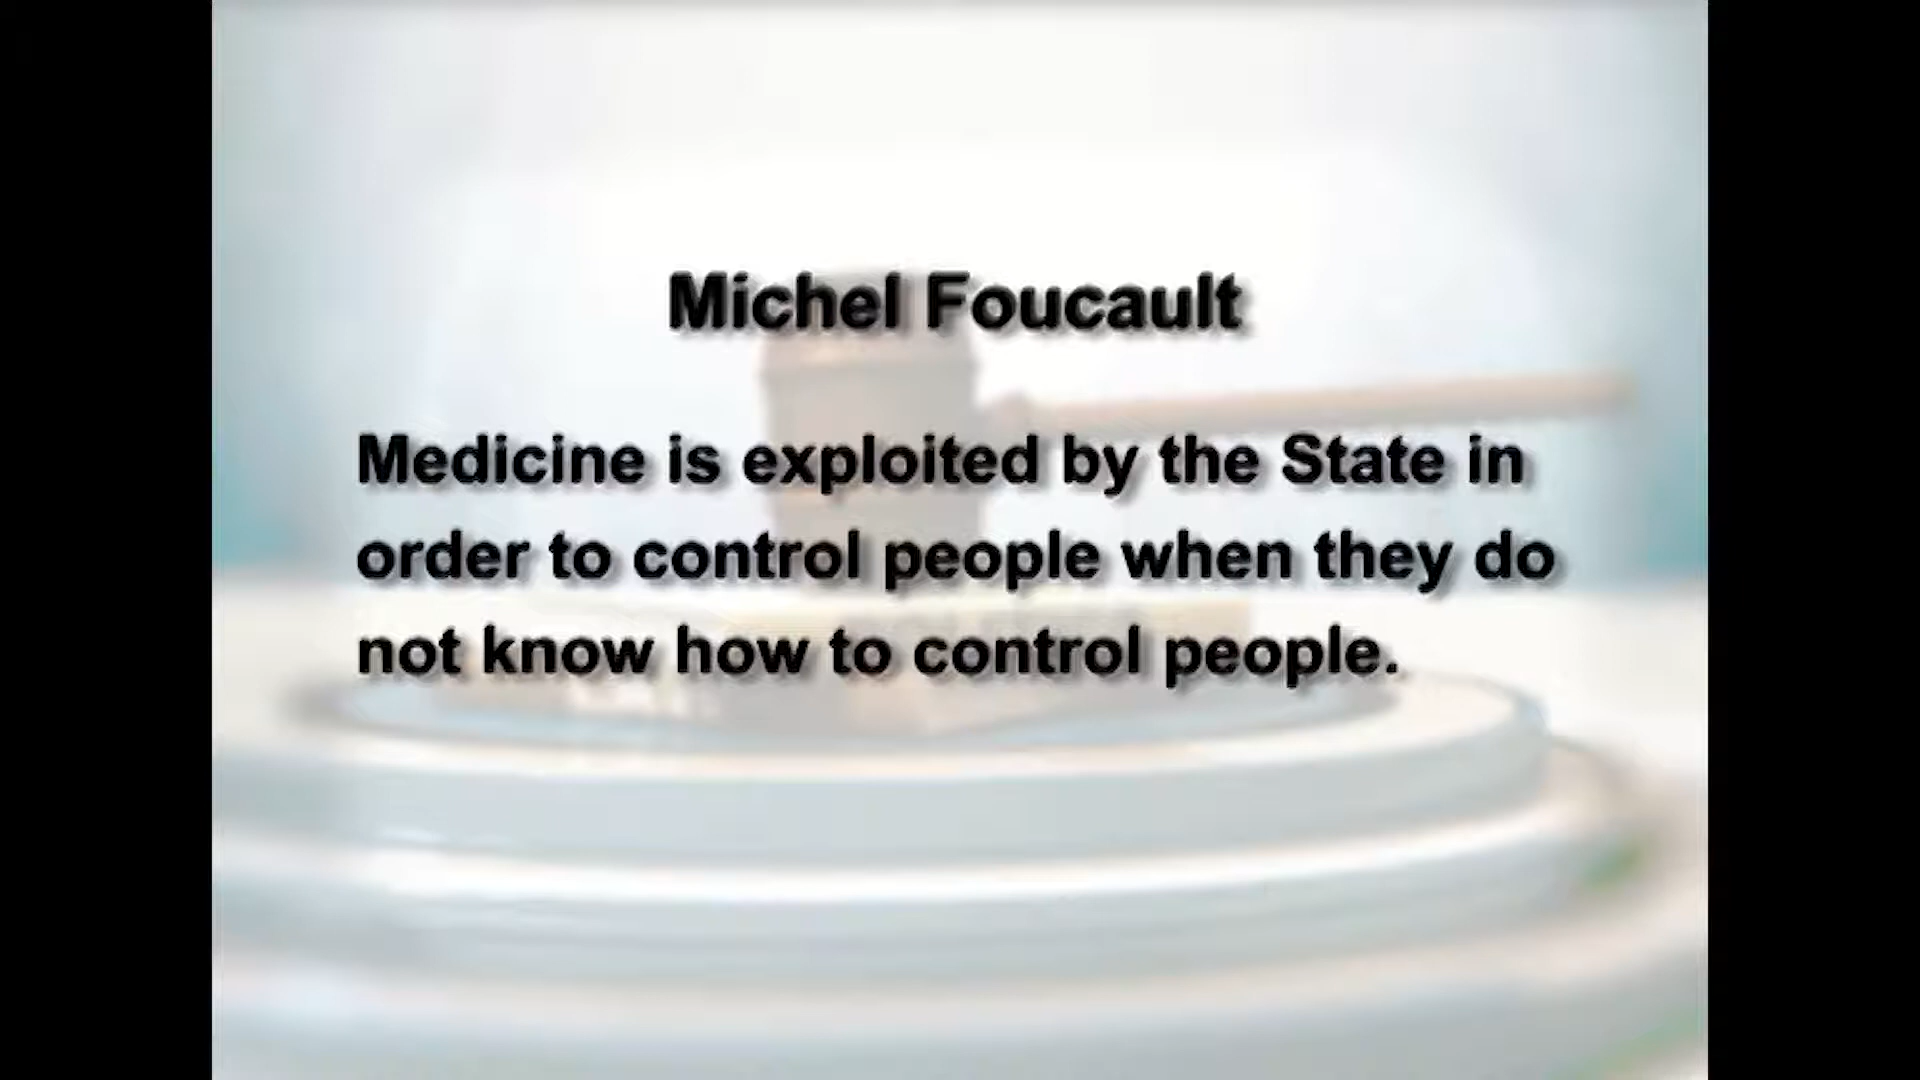 Michel Foucault
Medicine is exploited by the State in
order to control people when they do
not know how to control people.